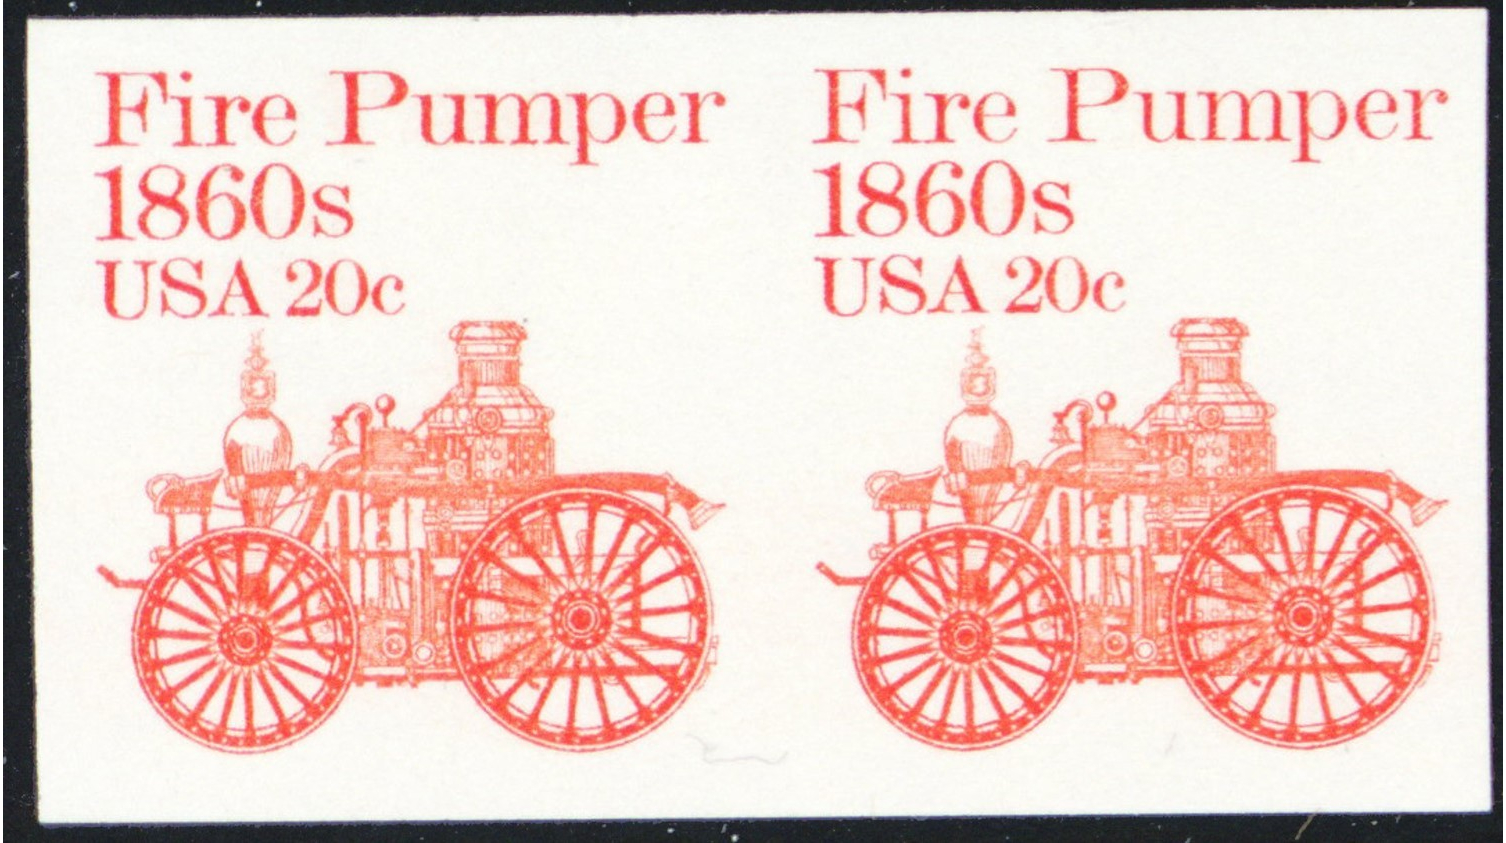 Fire Pumper
1860s
USA 20c
Fire Pumper
1860s
USA 20c